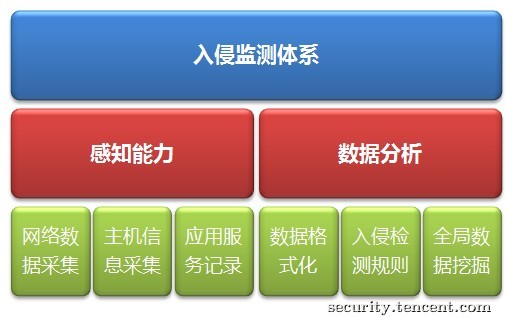 入侵监测体系
感知能力
数据分析
网络数
据采集
主机信
息采集
应用服
务记录
数据格
式化
入侵检
测规则
全局数
据挖掘
security.tencent.com